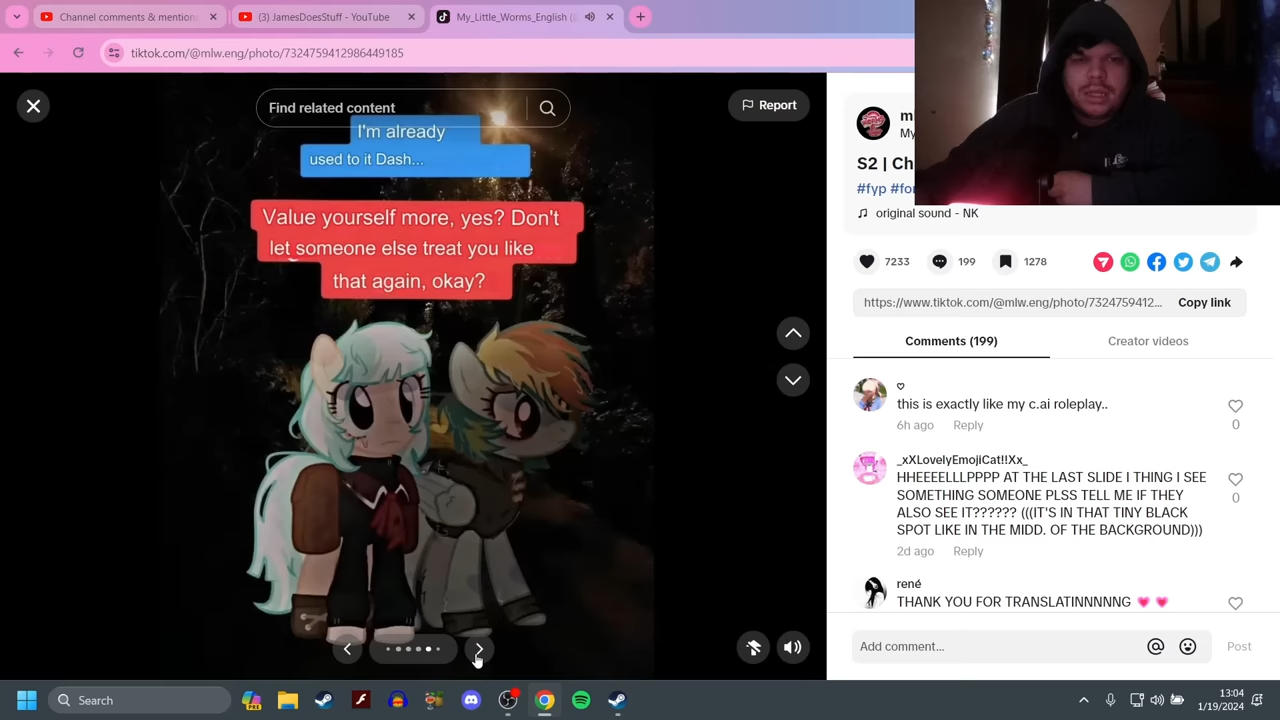 Channel comments & mention
(3) JamesDoesStuff - YouTube
My_Little_Worms_English (
tiktok.com/@mlw.eng/photo/7324759412986449185
Find related content
Report
I'm already
used to it Dash...
Value yourself more, yes? Don't
let someone else treat you like
that again, okay?
m
My
S2 | Ch
#fyp #fo
original sound - NK
7233
199
1278
https://www.tiktok.com/@mlw.eng/photo/7324759412...
Copy link
Comments (199)
Creator videos
this is exactly like my c.ai roleplay..
6h ago
Reply
0
_xXLovelyEmojiCat!!Xx_
HHEEEELLLPPPP AT THE LAST SLIDE I THING I SEE
SOMETHING SOMEONE PLSS TELL ME IF THEY
ALSO SEE IT?????? (((IT'S IN THAT TINY BLACK
SPOT LIKE IN THE MIDD. OF THE BACKGROUND)))
0
2d ago
Reply
rené
THANK YOU FOR TRANSLATINNNNNG
Add comment...
Post
Search
PRE
13:04
1/19/2024